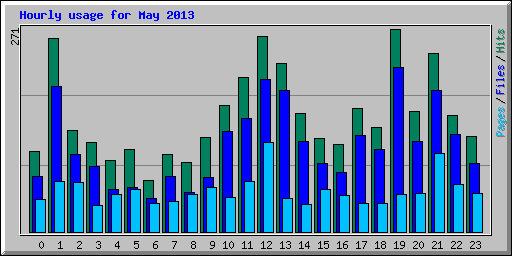 Hourly usage for May 2013
271
Pages/Files/Hits
0 1 2 3 4 5 6 7 8 9 10 11 12 13 14 15 16 17 18 19 20 21 22 23